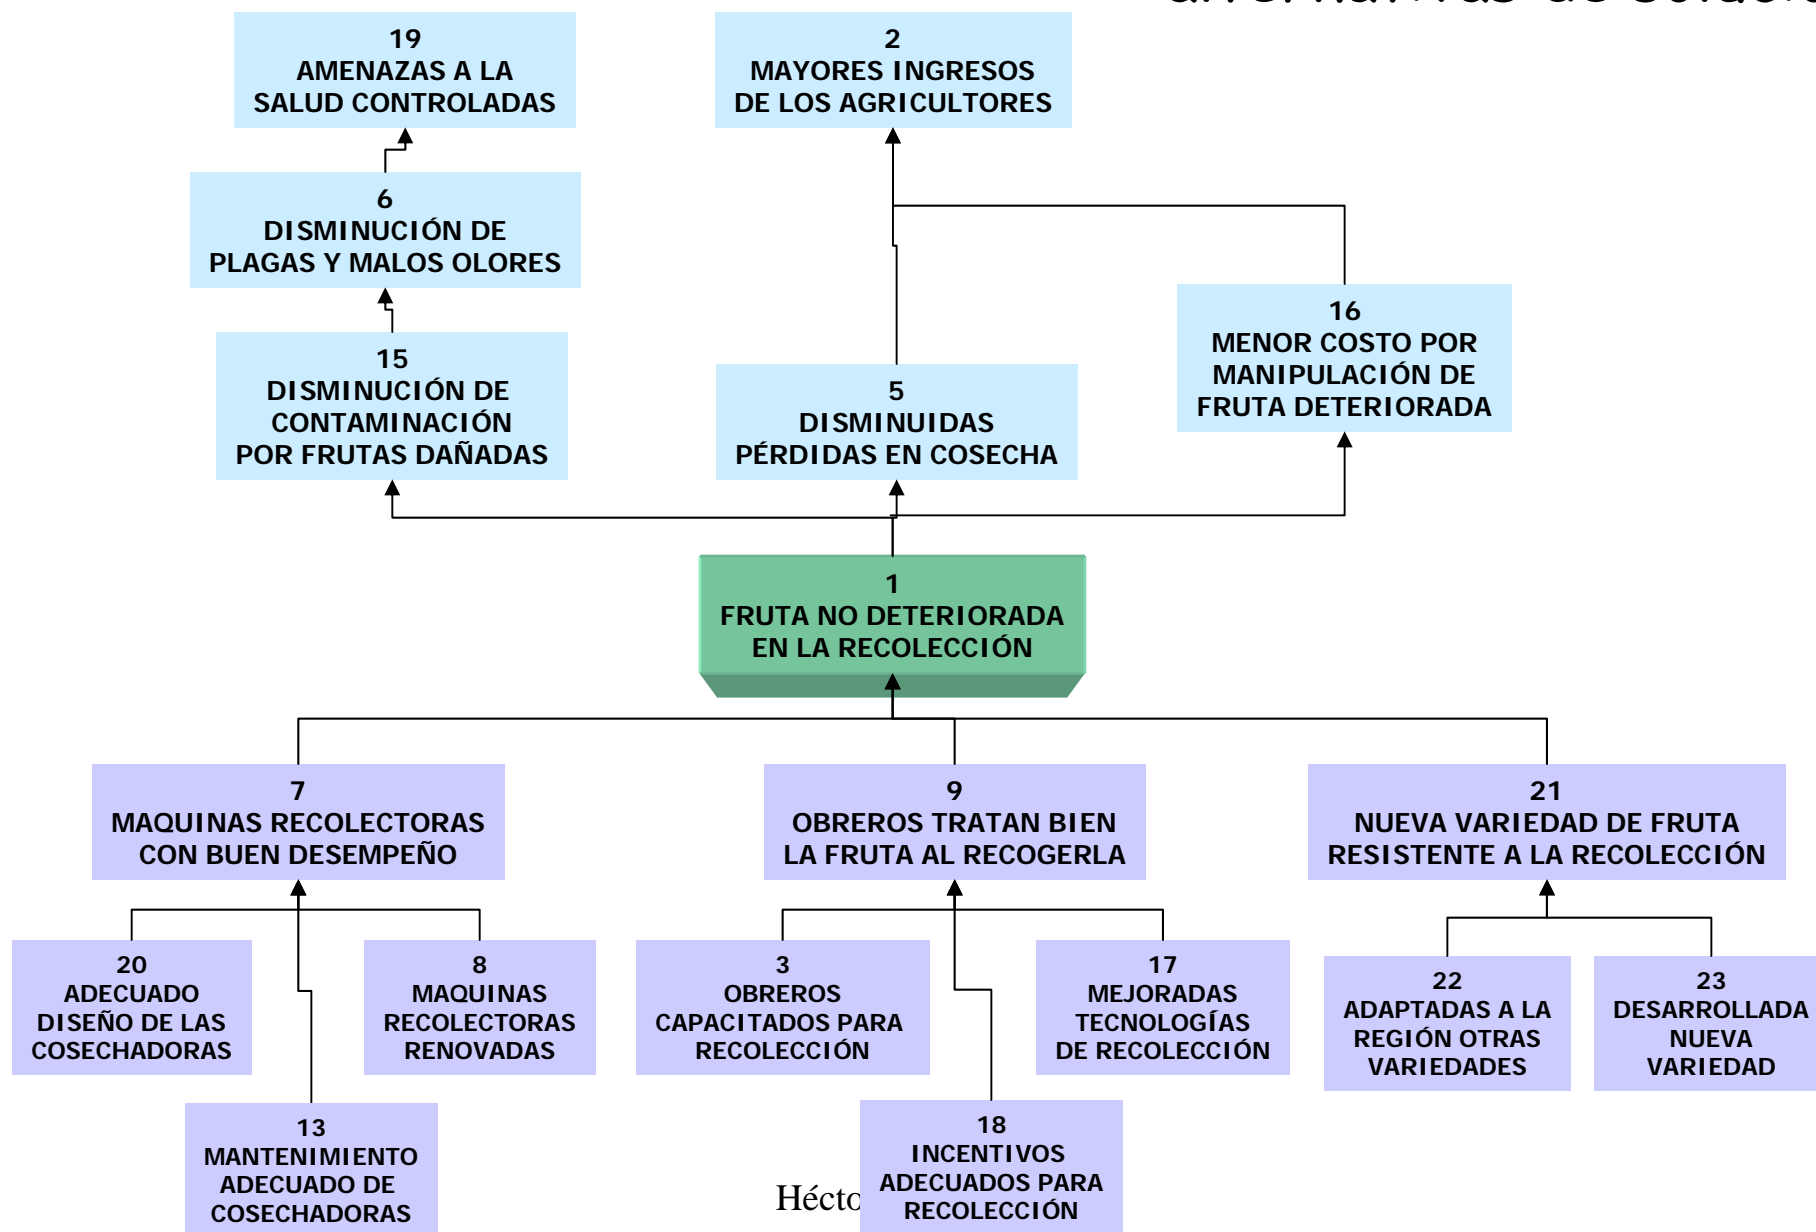 alternativas de
19
AMENAZAS A LA
SALUD CONTROLADAS
2
MAYORES INGRESOS
DE LOS AGRICULTORES
6
DISMINUCIÓN DE
PLAGAS Y MALOS OLORES
16
MENOR COSTO POR
MANIPULACIÓN DE
FRUTA DETERIORADA
15
DISMINUCIÓN DE
CONTAMINACIÓN
POR FRUTAS DAÑADAS
5
DISMINUIDAS
PÉRDIDAS EN COSECHA
1
FRUTA NO DETERIORADA
EN LA RECOLECCIÓN
7
MAQUINAS RECOLECTORAS
CON BUEN DESEMPEÑO
9
OBREROS TRATAN BIEN
LA FRUTA AL RECOGERLA
21
NUEVA VARIEDAD DE FRUTA
RESISTENTE A LA RECOLECCIÓN
20
ADECUADO
DISEÑO DE LAS
COSECHADORAS
8
MAQUINAS
RECOLECTORAS
RENOVADAS
3
OBREROS
CAPACITADOS PARA
RECOLECCIÓN
17
MEJORADAS
TECNOLOGÍAS
DE RECOLECCIÓN
22
ADAPTADAS A LA
REGIÓN OTRAS
VARIEDADES
23
DESARROLLADA
NUEVA
VARIEDAD
13
MANTENIMIENTO
ADECUADO DE
COSECHADORAS
18
INCENTIVOS
ADECUADOS PARA
RECOLECCIÓN
Hécto